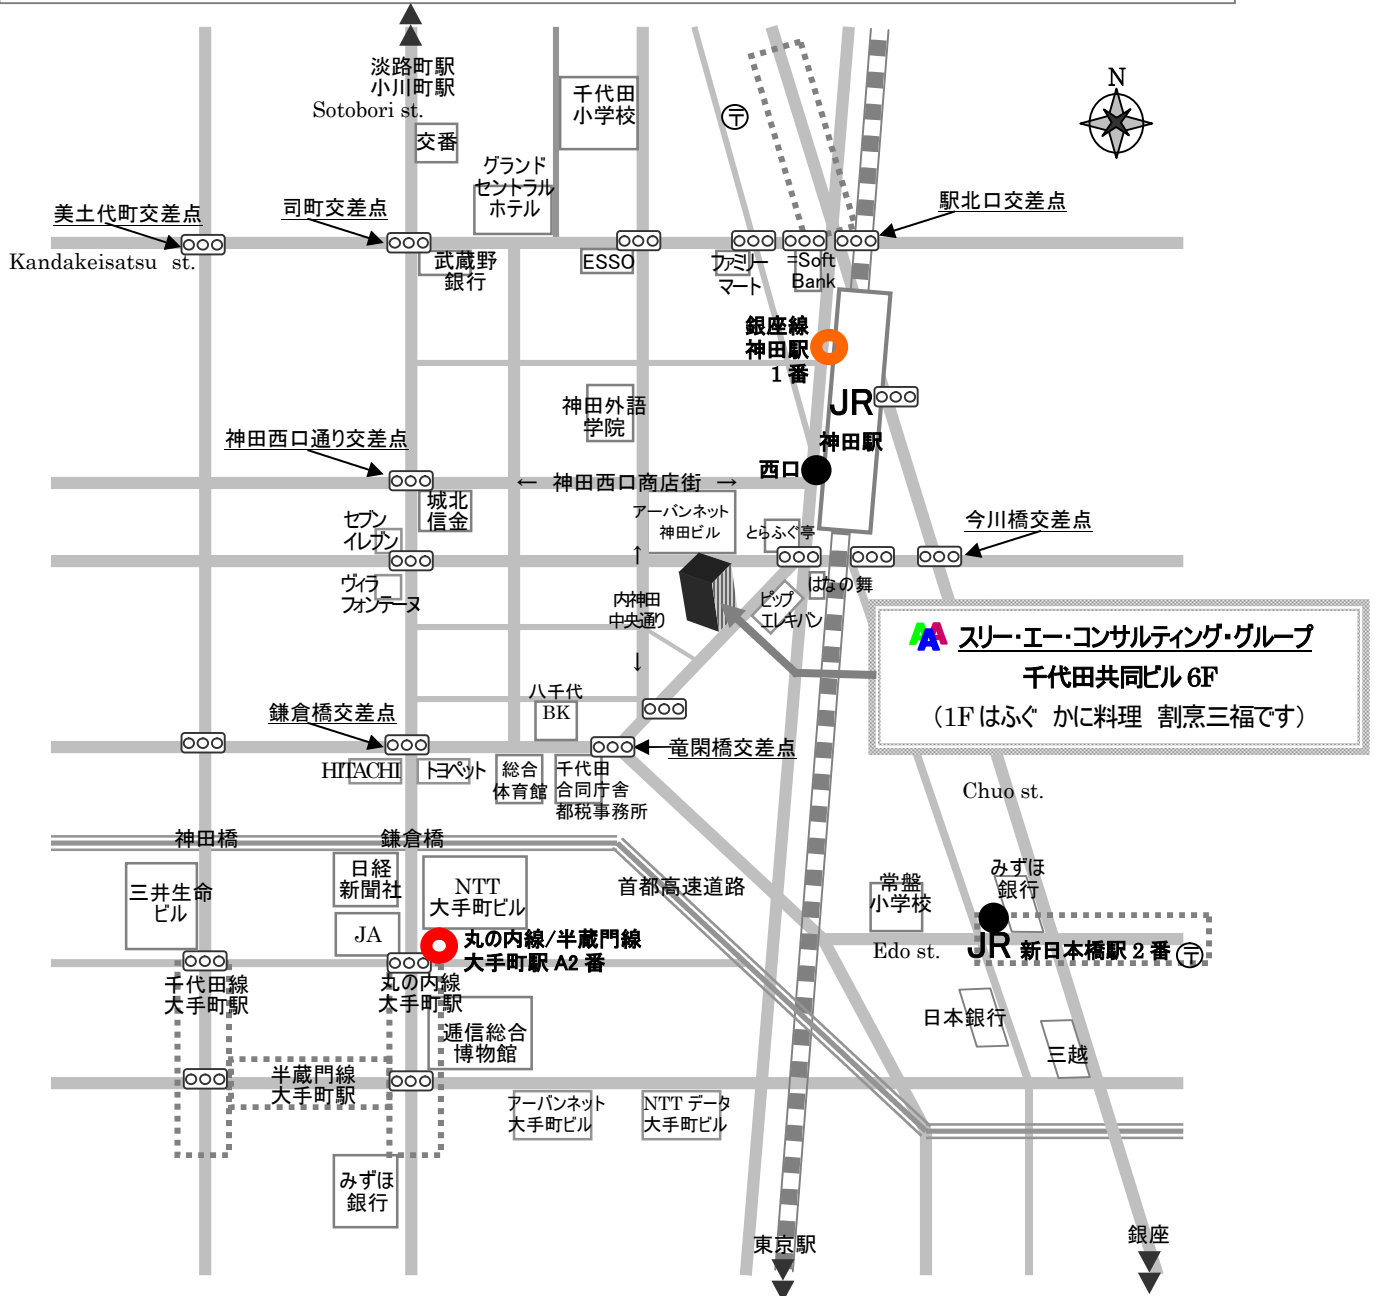 淡路町駅
小川町駅
Sotobori st.
交番
千代田
小学校
グランド
セントラル
ホテル
〒
N
美土代町交差点
司町交差点
駅北口交差点
Kandakeisatsu st.
武蔵野
銀行
ESSO
ファミリー
マート
=Soft
Bank
銀座線
神田駅
1番
JR
神田駅
西口
神田外語
学院
神田西口通り交差点
← 神田西口商店街 →
城北
信金
アーバンネット
神田ビル
とらふぐ亭
今川橋交差点
セブン
イレブン
ヴィラ
フォンテーヌ
↑
内神田
中央通り
↓
ピップ
エレキバン
はなの舞
AAA スリー・エー・コンサルティング・グループ
千代田共同ビル 6F
(1Fはふぐ かに料理 割烹三福です)
八千代
BK
鎌倉橋交差点
竜閑橋交差点
HITACHI
トヨペット
総合
体育館
千代田
合同庁舎
都税事務所
Chuo st.
神田橋
鎌倉橋
三井生命
ビル
日経
新聞社
NTT
大手町ビル
首都高速道路
常盤
小学校
みずほ
銀行
JA
丸の内線/半蔵門線
大手町駅 A2 番
Edo st.
JR 新日本橋駅 2 番 〒
千代田線
大手町駅
丸の内線
大手町駅
逓信総合
博物館
日本銀行
三越
半蔵門線
大手町駅
アーバンネット
大手町ビル
NTT データ
大手町ビル
みずほ
銀行
東京駅
銀座